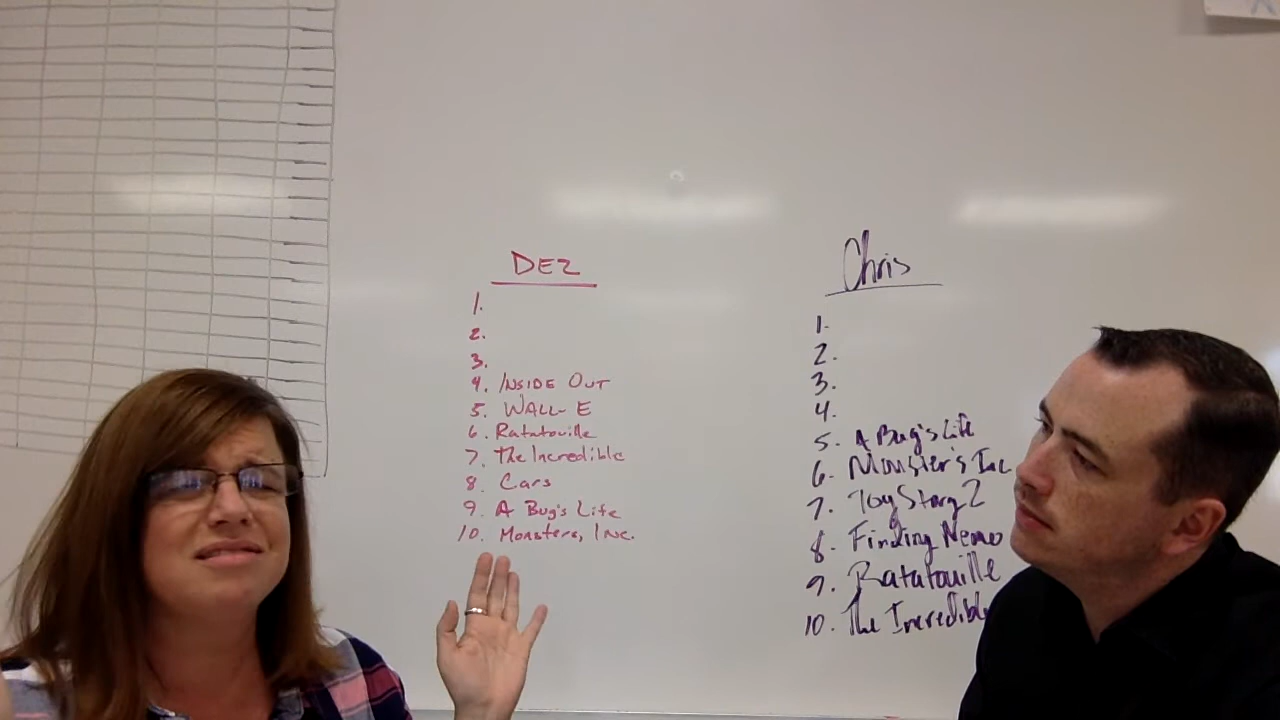 DEZ
1.
2.
3.
4. INSIDE OUT
5. WALL-E
6. Ratatouille
7. The Incredible
8. Cars
9. A Bug's Life
10. Monsters, Inc.
Chris
1.
2.
3.
4.
5. A Bug's Life
6. Monster's Inc
7. Toy Story 2
8. Finding Nemo
9. Ratatouille
10. The Incredible